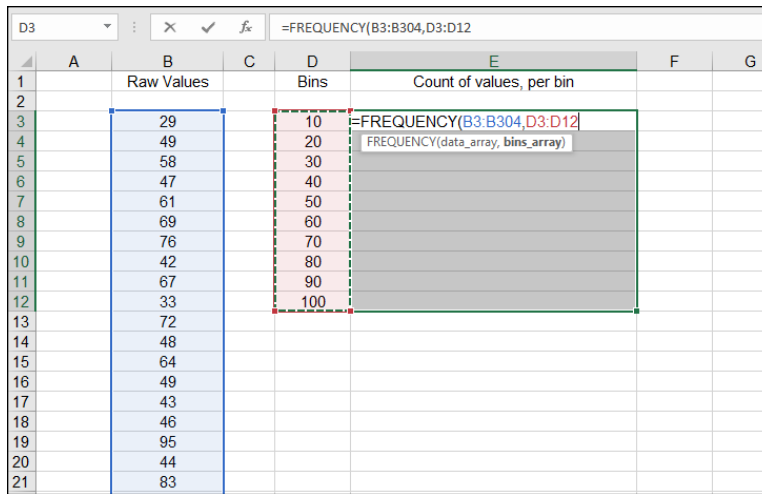 D3 fx =FREQUENCY(B3:B304,D3:D12
A B C D E F G
1 Raw Values Bins Count of values, per bin
2
3 29 10 =FREQUENCY(B3:B304,D3:D12
4 49 20 FREQUENCY(data_array, bins_array)
5 58 30
6 47 40
7 61 50
8 69 60
9 76 70
10 42 80
11 67 90
12 33 100
13 72
14 48
15 64
16 49
17 43
18 46
19 95
20 44
21 83